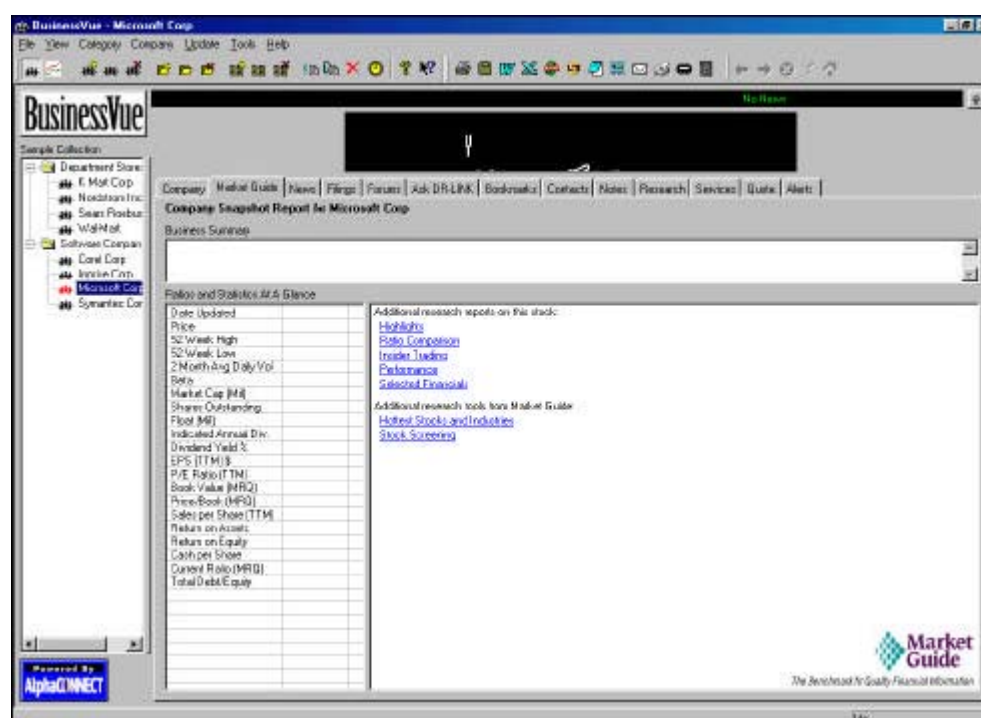 BusinessVue - Microsoft Corp
File View Category Company Update Tools Help
No News
BusinessVue
Sample Collection
Department Store
K Mart Corp
Nordstrom Inc
Sears Roebuc
Wal-Mart
Software Compan
Corel Corp
Inprise Corp
Microsoft Corp
Symantec Cor
Company Market Guide News Filings Forums Ask DR-LINK Bookmarks Contacts Notes Research Services Quote Alerts
Company Snapshot Report for Microsoft Corp
Business Summary
Ratios and Statistics At A Glance
Date Updated
Price
52 Week High
52 Week Low
2 Month Avg Daily Vol
Beta
Market Cap (Mil)
Shares Outstanding
Float (Mil)
Indicated Annual Div.
Dividend Yield %
EPS (TTM) $
P/E Ratio (TTM)
Book Value (MRQ)
Price/Book (MRQ)
Sales per Share (TTM)
Return on Assets
Return on Equity
Cash per Share
Current Ratio (MRQ)
Total Debt/Equity
Additional research reports on this stock:
Highlights
Ratio Comparison
Insider Trading
Performance
Selected Financials
Additional research tools from Market Guide
Hottest Stocks and Industries
Stock Screening
Market
Guide
The Benchmark for Quality Financial Information
Powered By
AlphaCONNECT